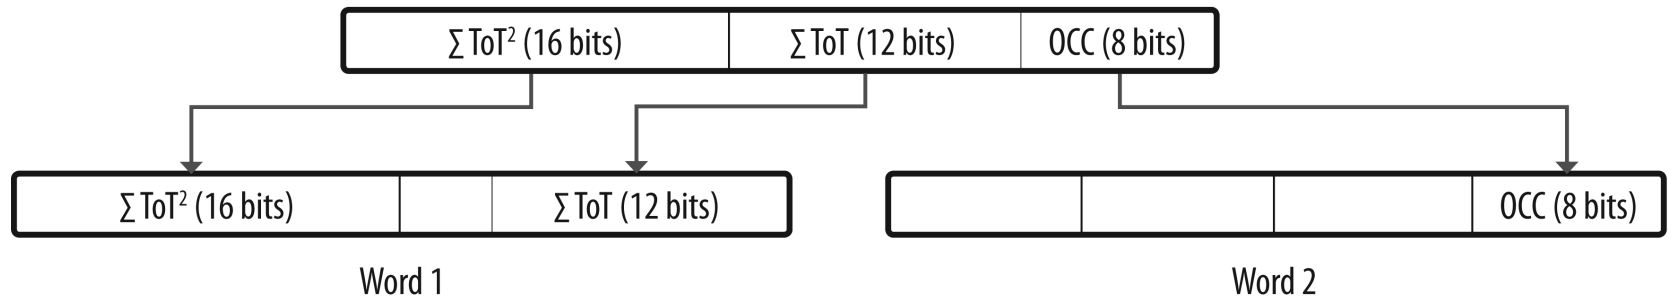 ∑ ToT² (16 bits) ∑ ToT (12 bits) OCC (8 bits)
∑ ToT² (16 bits) ∑ ToT (12 bits) OCC (8 bits)
Word 1 Word 2